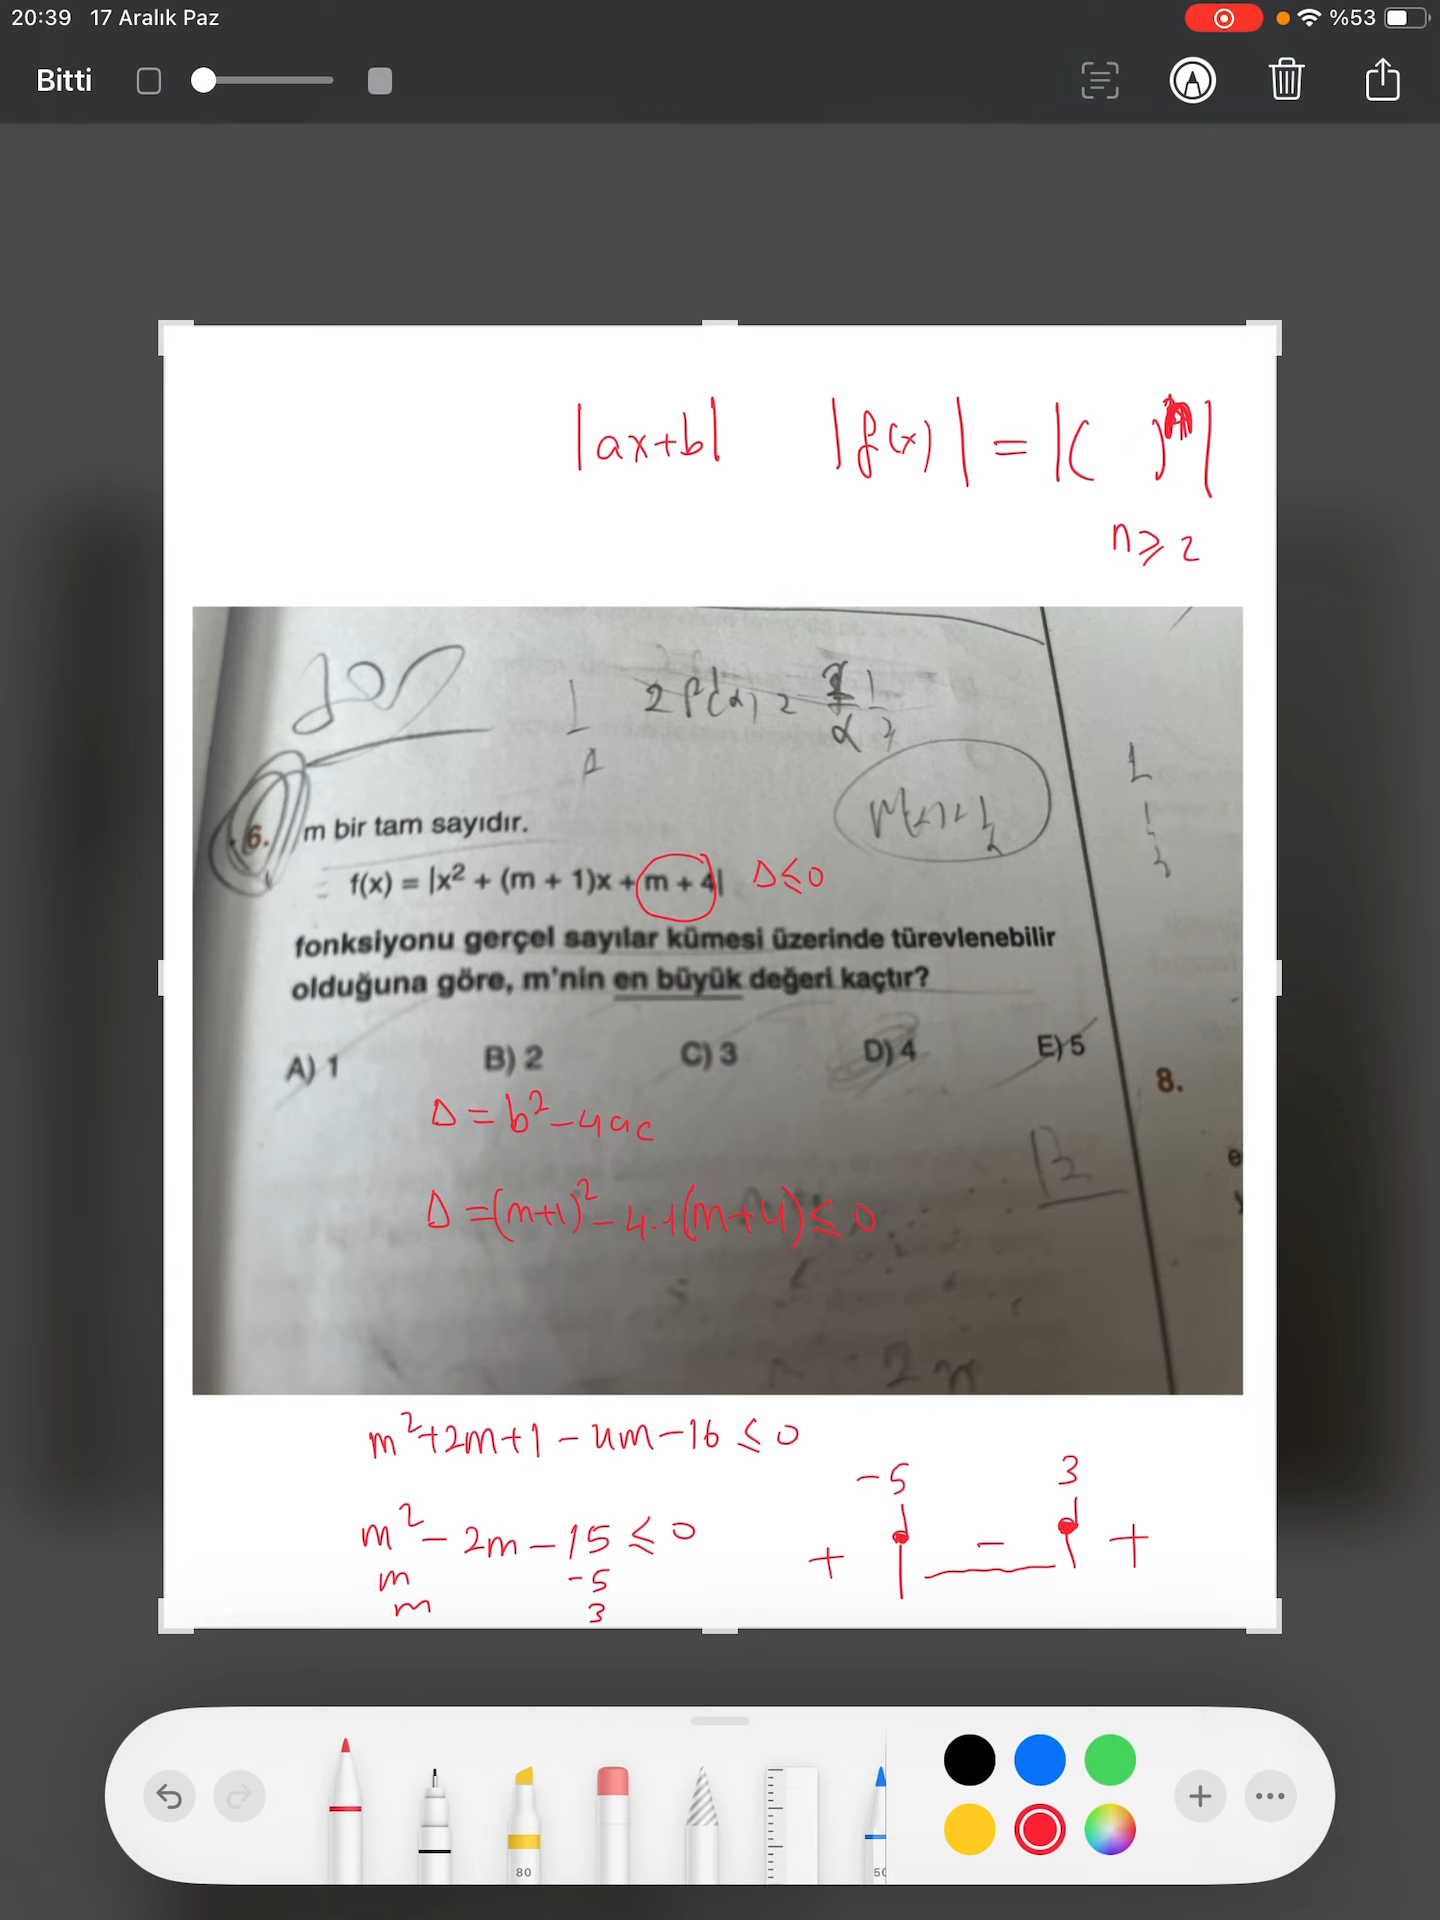 20:39 17 Aralık Paz %53
Bitti
|ax+b| |f(x)| = |( )ⁿ|
n ≥ 2
m bir tam sayıdır.
6.
f(x) = |x² + (m + 1)x + m + 4| Δ ≤ 0
fonksiyonu gerçel sayılar kümesi üzerinde türevlenebilir
olduğuna göre, m'nin en büyük değeri kaçtır?
A) 1 B) 2 C) 3 D) 4 E) 5
8.
Δ = b² - 4ac
12
Δ = (m+1)² - 4.1(m+4) ≤ 0
m² + 2m + 1 - 4m - 16 ≤ 0
-5 3
m² - 2m - 15 ≤ 0
+ - +
m -5
m 3
80 50